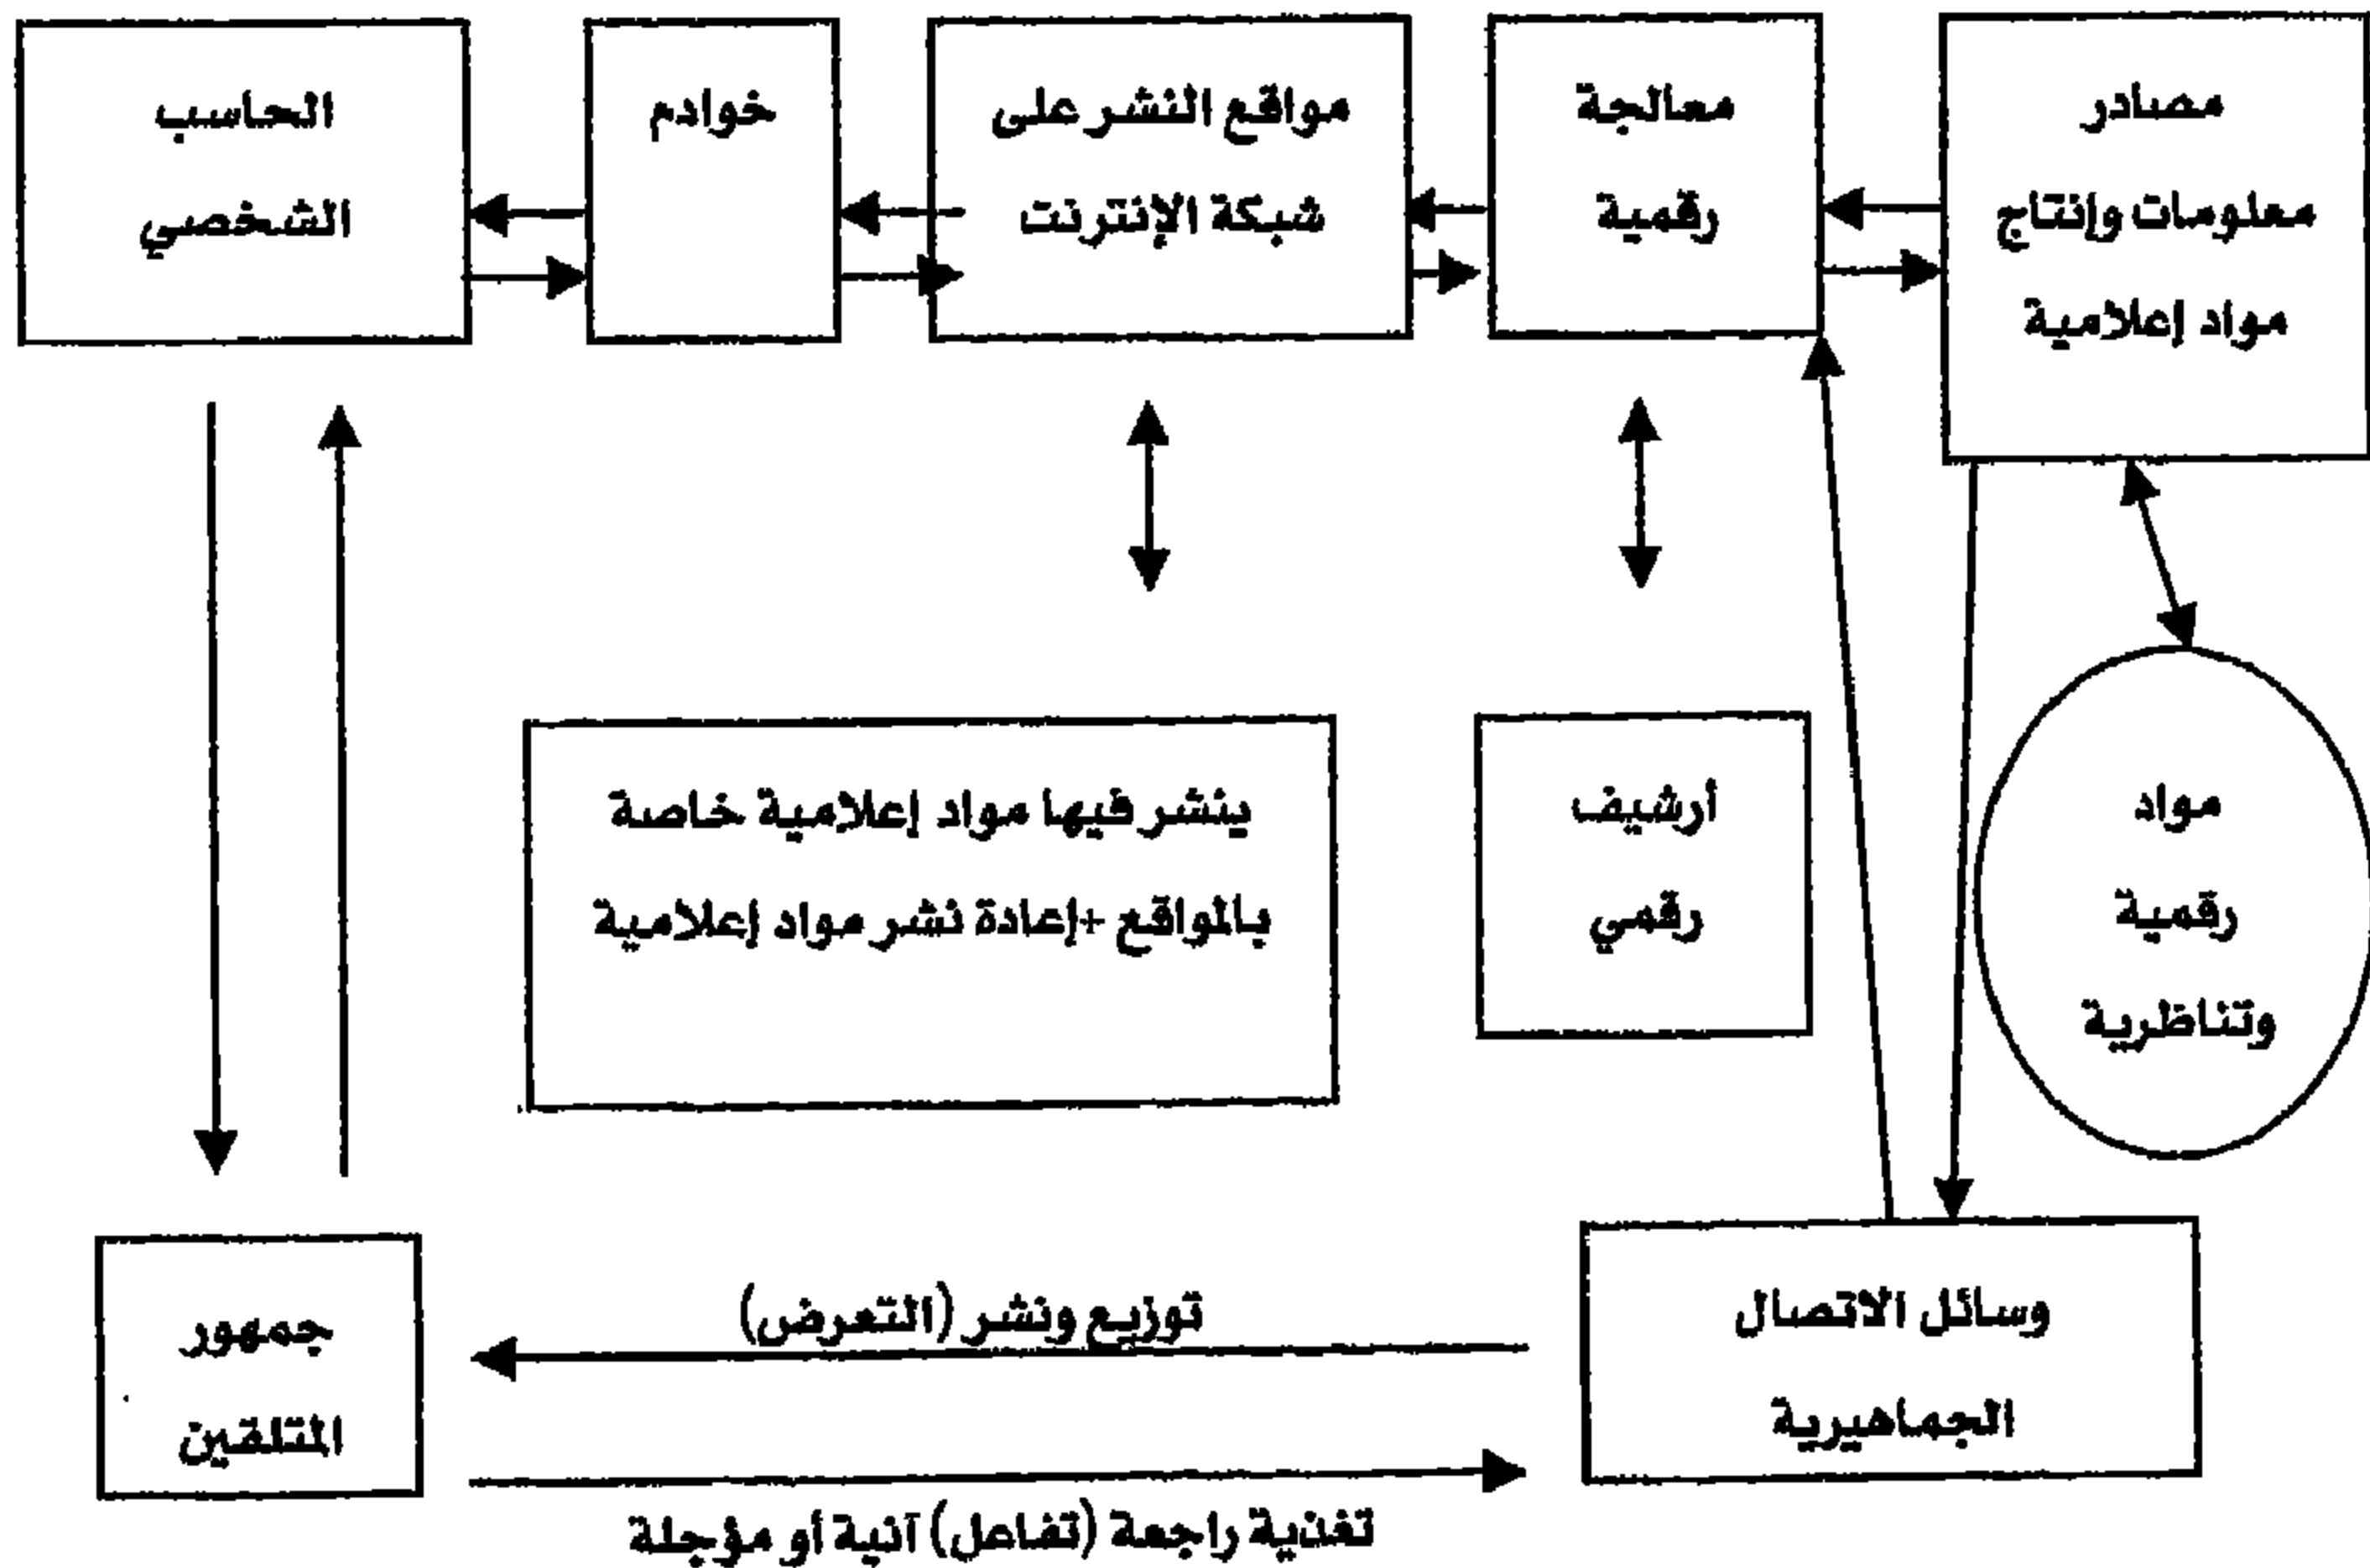 مصادر
معلومات وإنتاج
مواد إعلامية
معالجة
رقمية
مواقع النشر على
شبكة الإنترنت
خوادم
الحاسب
الشخصي
مواد
رقمية
وتناظرية
أرشيف
رقمي
ينشر فيها مواد إعلامية خاصة
بالمواقع +إعادة نشر مواد إعلامية
وسائل الاتصال
الجماهيرية
توزيع ونشر (التعرض)
تغذية راجعة (تفاعل) آنية أو مؤجلة
جمهور
المتلقين